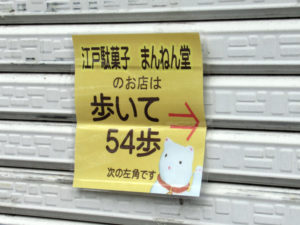 江戸駄菓子 まんねん堂
のお店は
歩いて
54歩
次の左角です